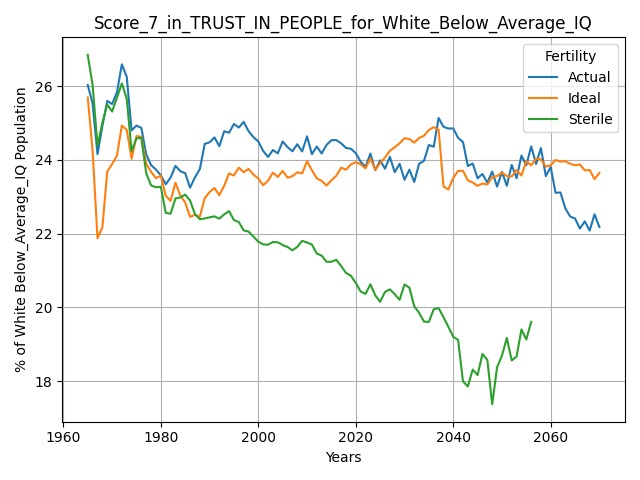 Score_7_in_TRUST_IN_PEOPLE_for_White_Below_Average_IQ
Fertility
Actual
Ideal
Sterile
% of White Below_Average_IQ Population
26
24
22
20
18
1960
1980
2000
2020
2040
2060
Years